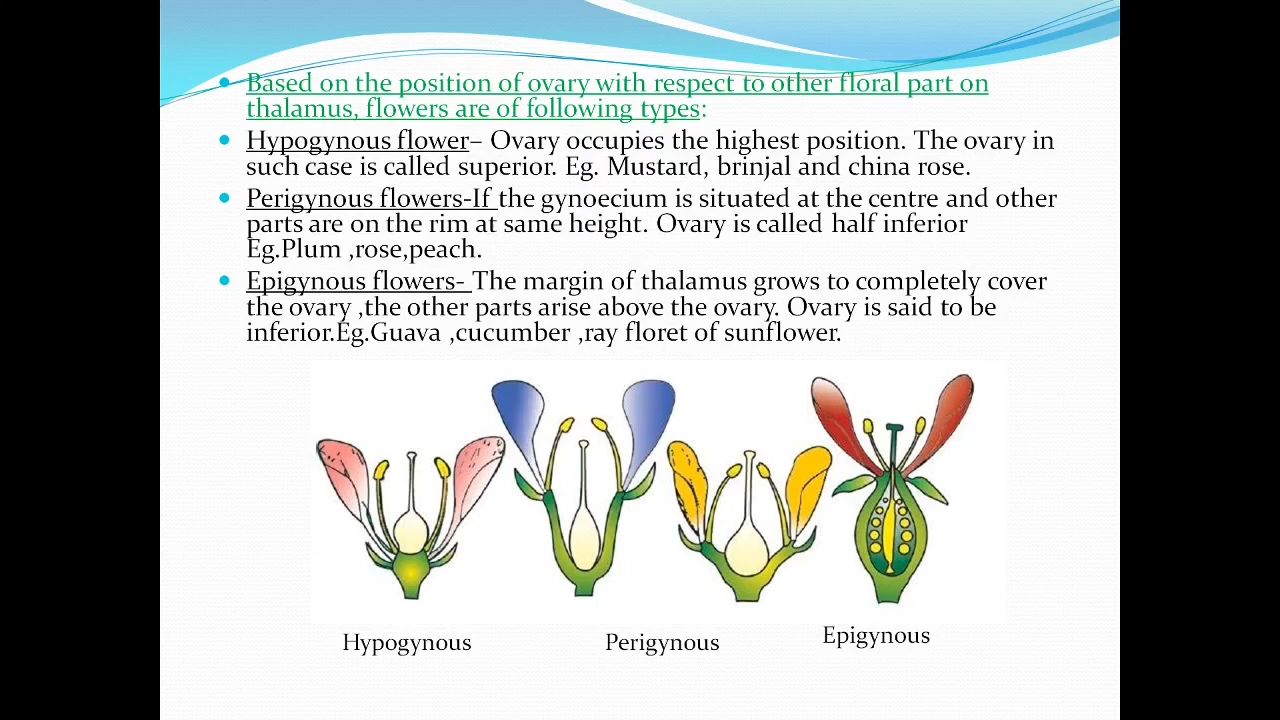 Based on the position of ovary with respect to other floral part on
thalamus, flowers are of following types:
Hypogynous flower– Ovary occupies the highest position. The ovary in
such case is called superior. Eg. Mustard, brinjal and china rose.
Perigynous flowers-If the gynoecium is situated at the centre and other
parts are on the rim at same height. Ovary is called half inferior
Eg.Plum ,rose,peach.
Epigynous flowers- The margin of thalamus grows to completely cover
the ovary ,the other parts arise above the ovary. Ovary is said to be
inferior.Eg.Guava ,cucumber ,ray floret of sunflower.
Hypogynous
Perigynous
Epigynous